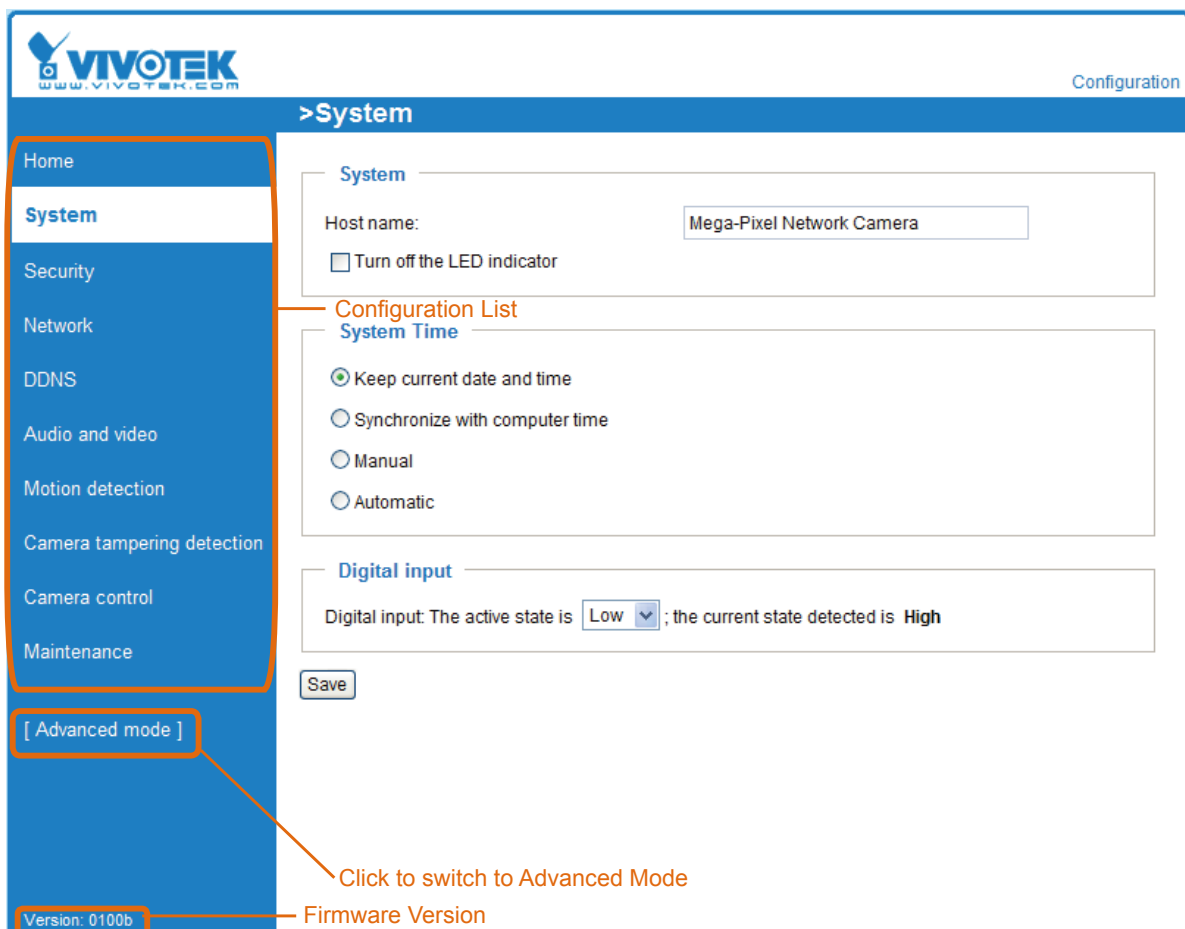 VIVOTEK
www.vivotek.com
Configuration
>System
Home
System
Security
Network
DDNS
Audio and video
Motion detection
Camera tampering detection
Camera control
Maintenance
[ Advanced mode ]
Version: 0100b
System
Host name: Mega-Pixel Network Camera
Turn off the LED indicator
Configuration List
System Time
Keep current date and time
Synchronize with computer time
Manual
Automatic
Digital input
Digital input: The active state is Low ; the current state detected is High
Save
Click to switch to Advanced Mode
Firmware Version